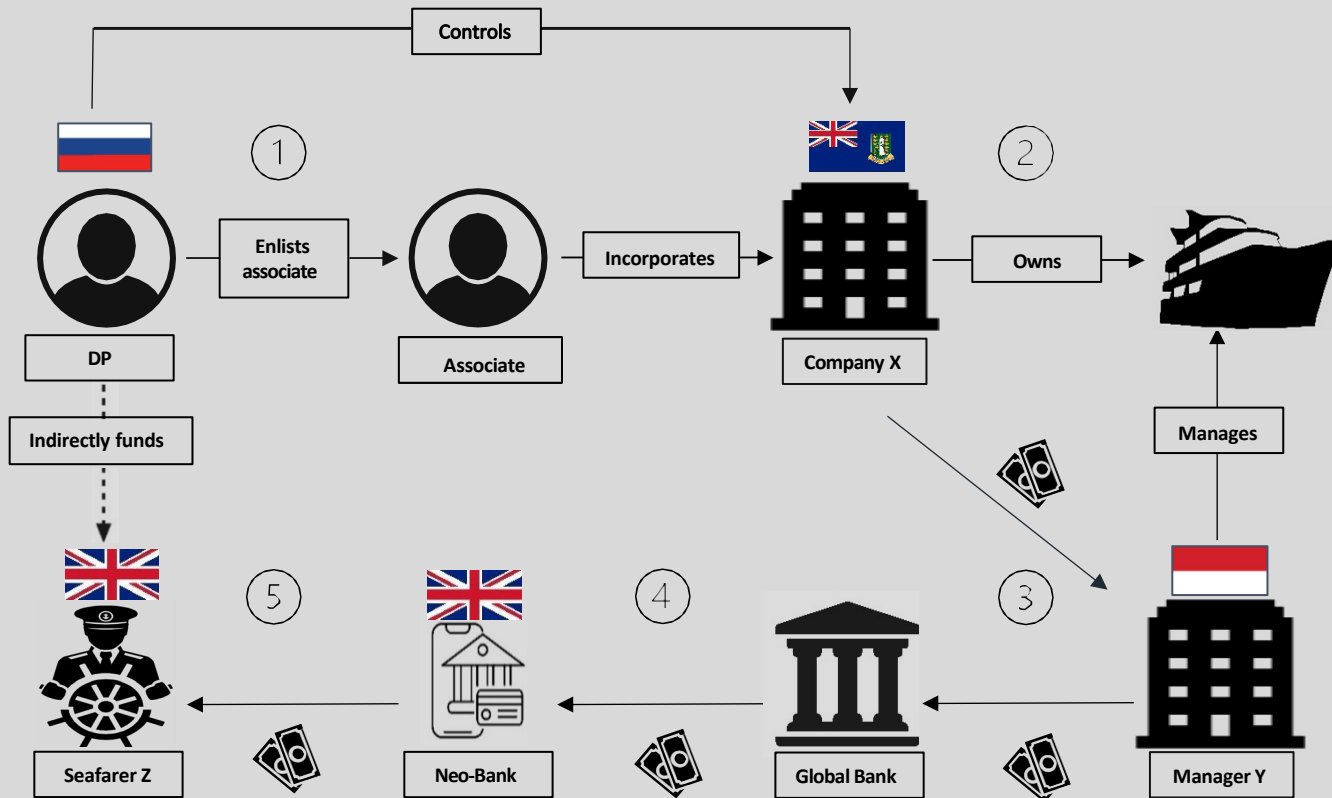 Controls
1
2
Enlists
associate
Incorporates
Owns
DP
Associate
Company X
Indirectly funds
Manages
5
4
3
Seafarer Z
Neo-Bank
Global Bank
Manager Y